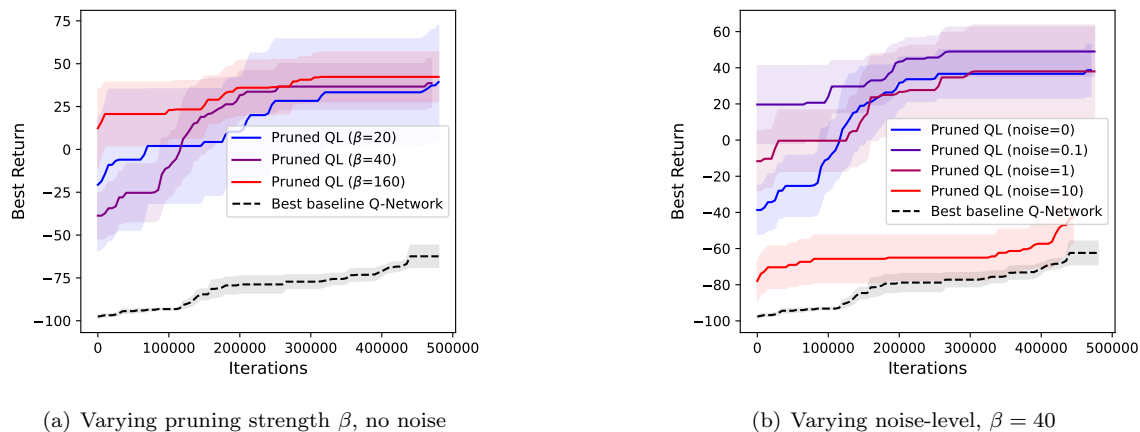 75
50
25
0
−25
−50
−75
−100
Best Return
Pruned QL (β=20)
Pruned QL (β=40)
Pruned QL (β=160)
Best baseline Q-Network
0
100000
200000
300000
400000
500000
Iterations
(a) Varying pruning strength β, no noise
60
40
20
0
−20
−40
−60
−80
−100
Best Return
Pruned QL (noise=0)
Pruned QL (noise=0.1)
Pruned QL (noise=1)
Pruned QL (noise=10)
Best baseline Q-Network
0
100000
200000
300000
400000
500000
Iterations
(b) Varying noise-level, β = 40